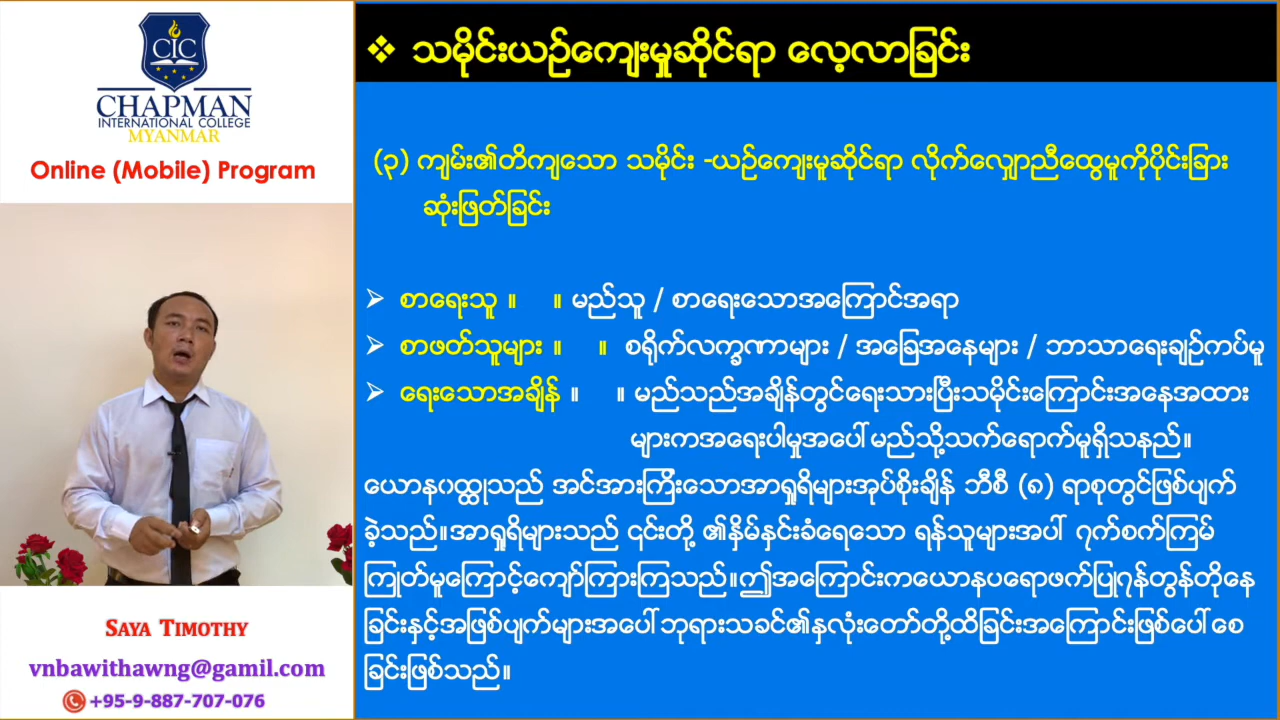 CIC
CHAPMAN
INTERNATIONAL COLLEGE
MYANMAR
Online (Mobile) Program
SAYA TIMOTHY
vnbawithawng@gamil.com
+95-9-887-707-076
❖ သမိုင်းယဉ်ကျေးမှုဆိုင်ရာ လေ့လာခြင်း
(၃) ကျမ်း၏တိကျသော သမိုင်း -ယဉ်ကျေးမှုဆိုင်ရာ လိုက်လျှောညီထွေမှုကိုပိုင်းခြား
ဆုံးဖြတ်ခြင်း
➢ စာရေးသူ ။ ။ မည်သူ / စာရေးသောအကြောင်အရာ
➢ စာဖတ်သူများ ။ ။ စရိုက်လက္ခဏာများ / အခြေအနေများ / ဘာသာရေးချဉ်ကပ်မှု
➢ ရေးသောအချိန် ။ ။ မည်သည်အချိန်တွင်ရေးသားပြီးသမိုင်းကြောင်းအနေအထား
များကအရေးပါမှုအပေါ် မည်သို့သက်ရောက်မှုရှိသနည်။
ယောနဝတ္ထုသည် အင်အားကြီးသောအာရှုရိများအုပ်စိုးချိန် ဘီစီ (၈) ရာစုတွင်ဖြစ်ပျက်
ခဲ့သည်။အာရှုရိများသည် ၎င်းတို့ ၏နှိမ်နှင်းခံရေသော ရန်သူများအပါ် ရက်စက်ကြမ်
ကြုတ်မှုကြောင့်ကျော်ကြားကြသည်။ဤအကြောင်းကယောနပရောဖက်ပြုရန်တွန်တိုနေ
ခြင်းနှင့်အဖြစ်ပျက်များအပေါ် ဘုရားသခင်၏နှလုံးတော်တို့ထိခြင်းအကြောင်းဖြစ်ပေါ် စေ
ခြင်းဖြစ်သည်။